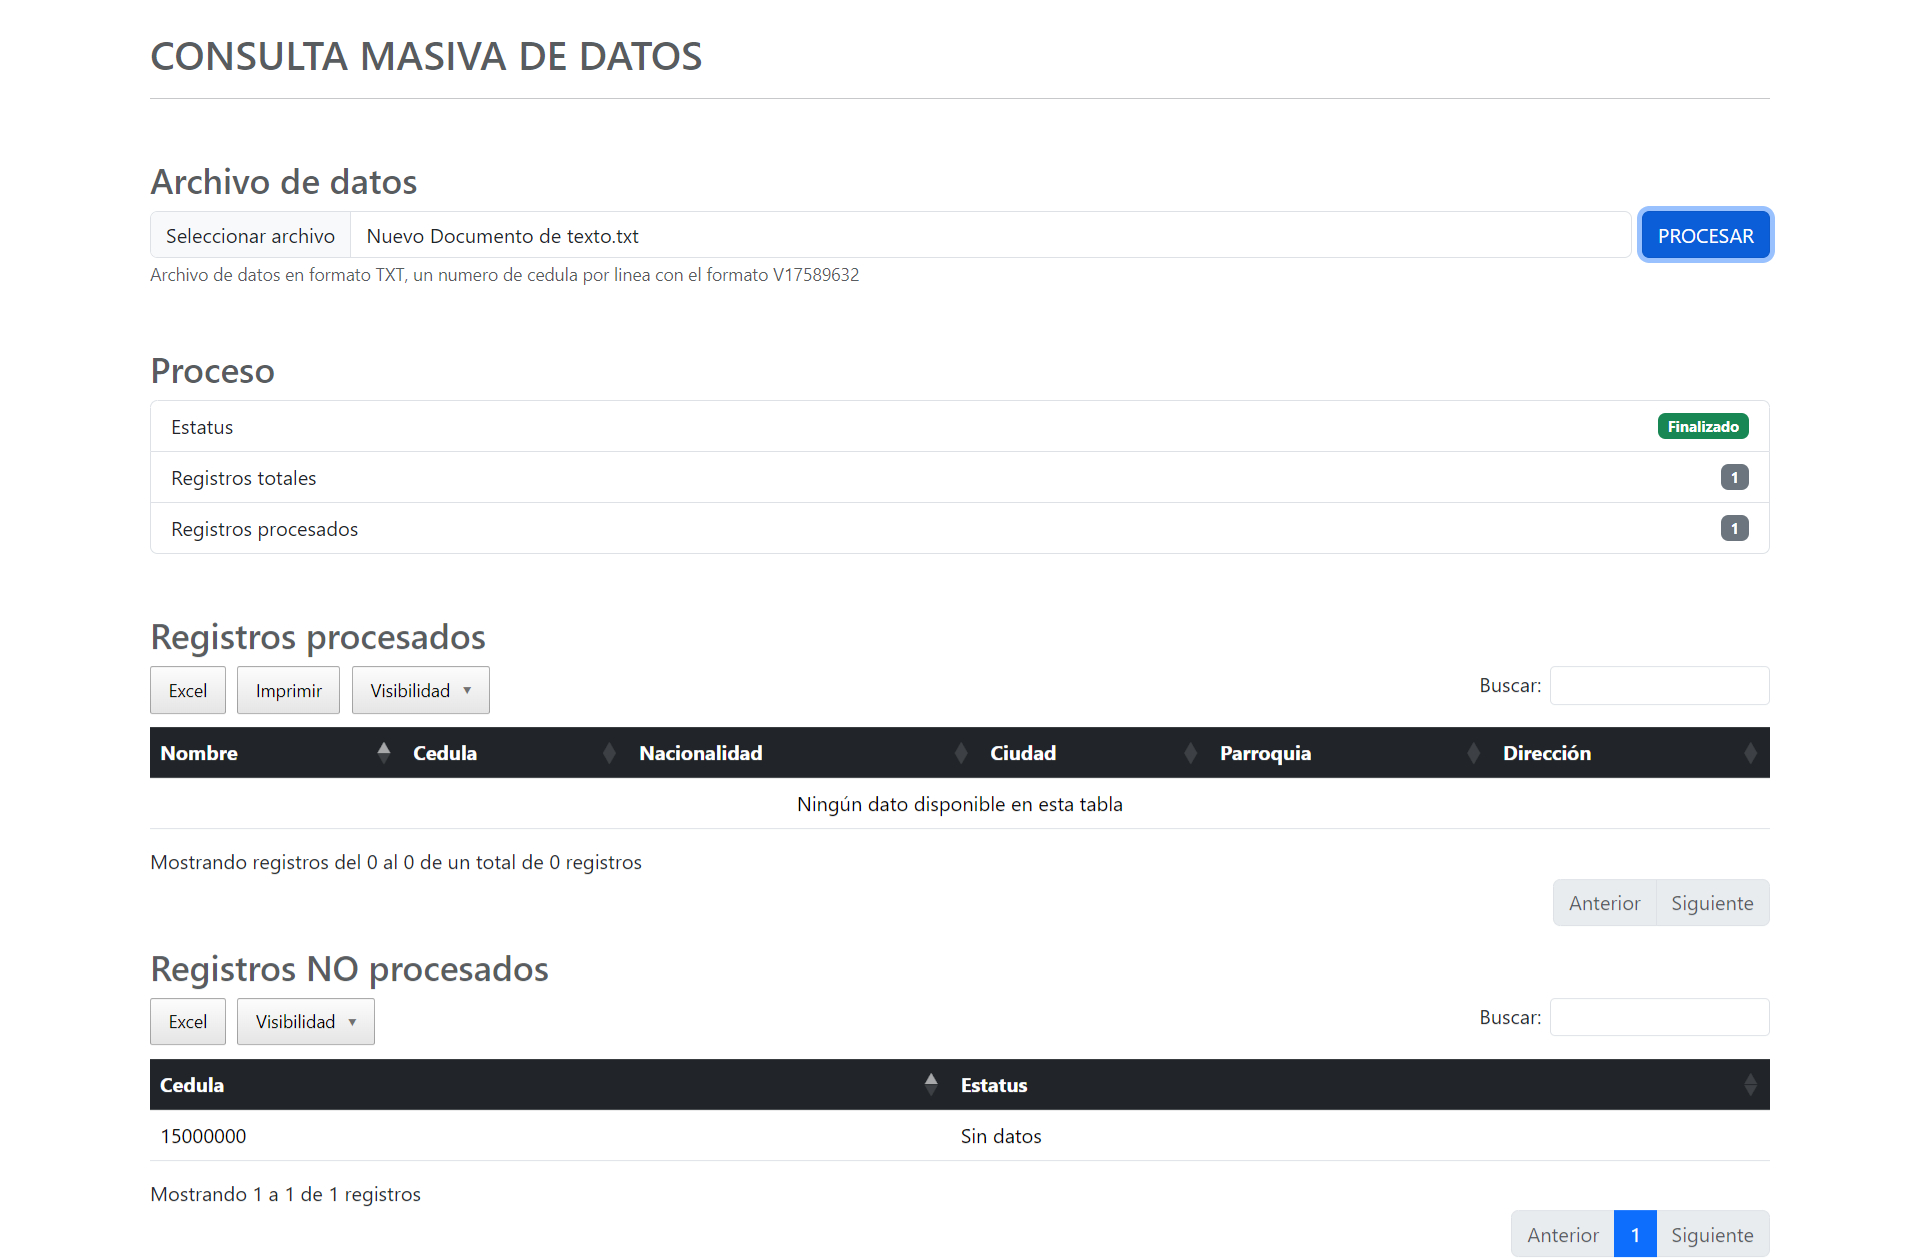 CONSULTA MASIVA DE DATOS
Archivo de datos
Seleccionar archivo Nuevo Documento de texto.txt PROCESAR
Archivo de datos en formato TXT, un numero de cedula por linea con el formato V17589632
Proceso
Estatus Finalizado
Registros totales 1
Registros procesados 1
Registros procesados
Excel Imprimir Visibilidad Buscar:
Nombre Cedula Nacionalidad Ciudad Parroquia Dirección
Ningún dato disponible en esta tabla
Mostrando registros del 0 al 0 de un total de 0 registros
Anterior Siguiente
Registros NO procesados
Excel Visibilidad Buscar:
Cedula Estatus
15000000 Sin datos
Mostrando 1 a 1 de 1 registros
Anterior 1 Siguiente